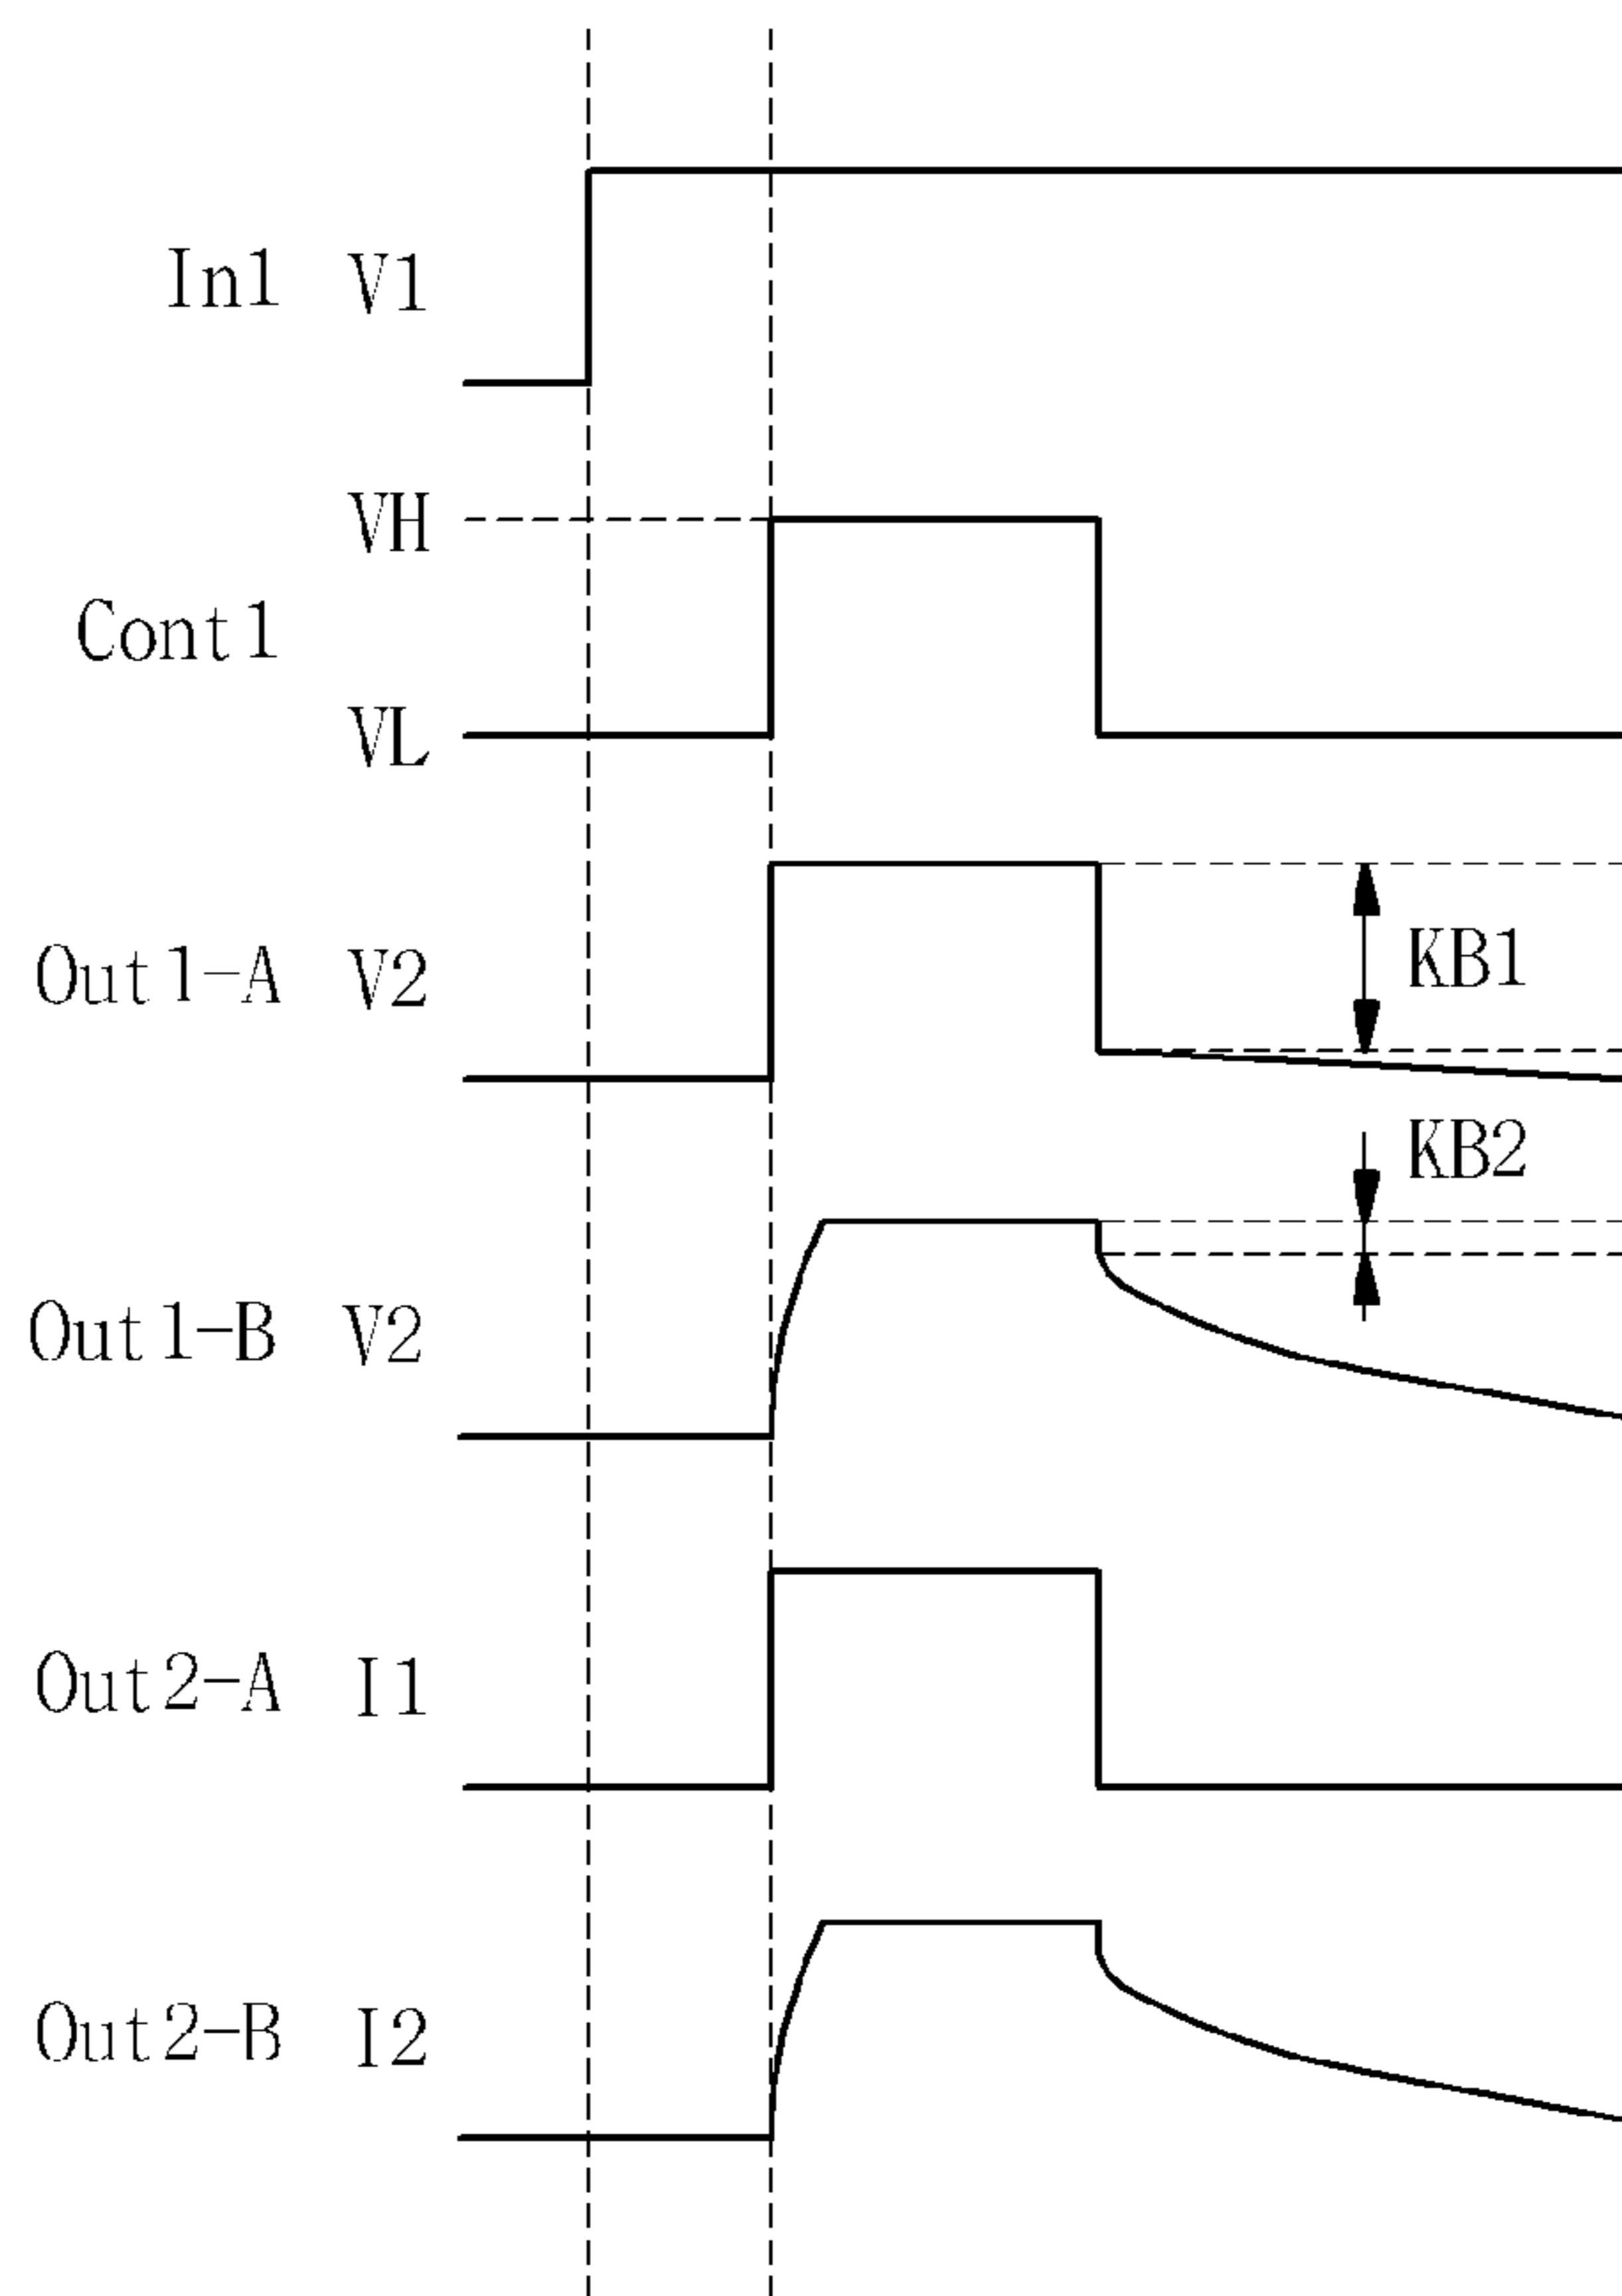 In1 V1
VH
Cont1
VL
Out1-A V2
KB1
KB2
Out1-B V2
Out2-A I1
Out2-B I2